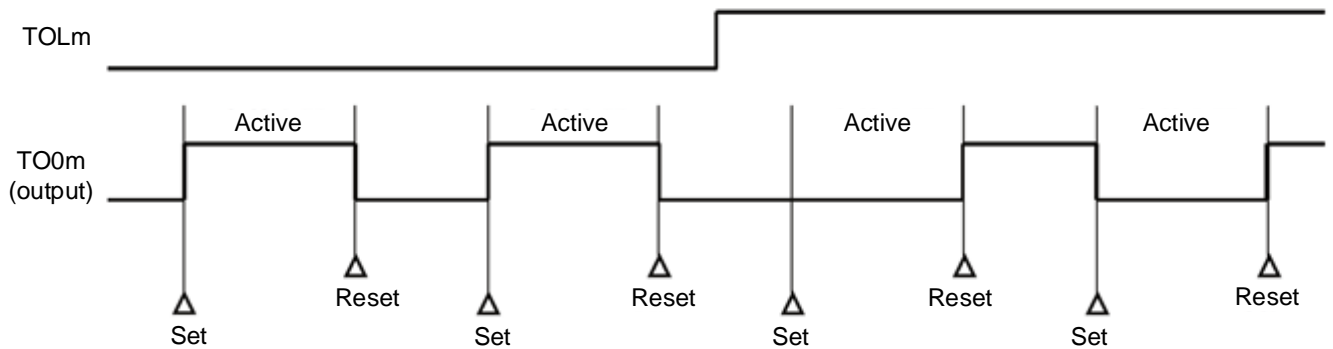 TOLm
Active Active Active Active
TO0m
(output)
Reset Reset Reset Reset
Set Set Set Set